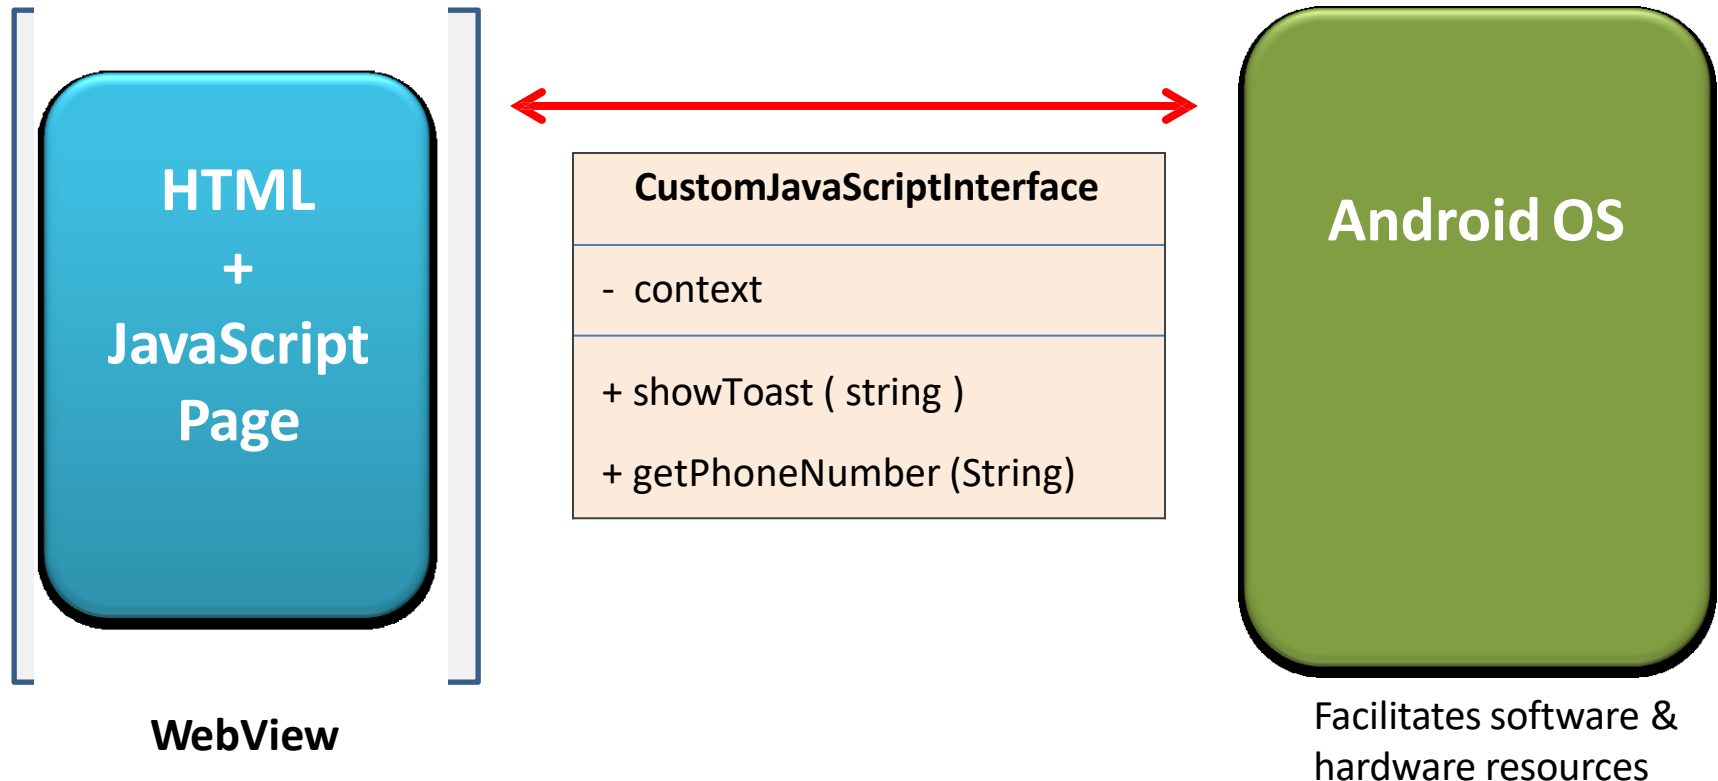 HTML
+
JavaScript
Page
WebView
CustomJavaScriptInterface
- context
+ showToast ( string )
+ getPhoneNumber (String)
Android OS
Facilitates software &
hardware resources